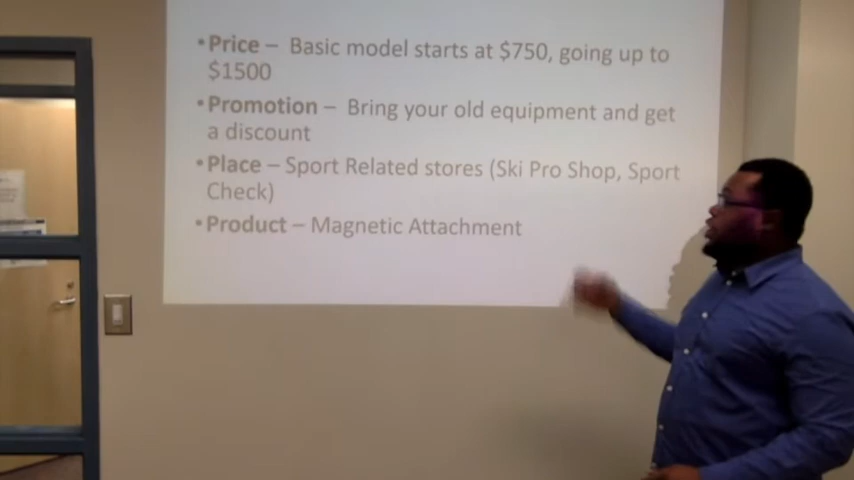 •Price – Basic model starts at $750, going up to
$1500
•Promotion – Bring your old equipment and get
a discount
•Place – Sport Related stores (Ski Pro Shop, Sport
Check)
•Product – Magnetic Attachment